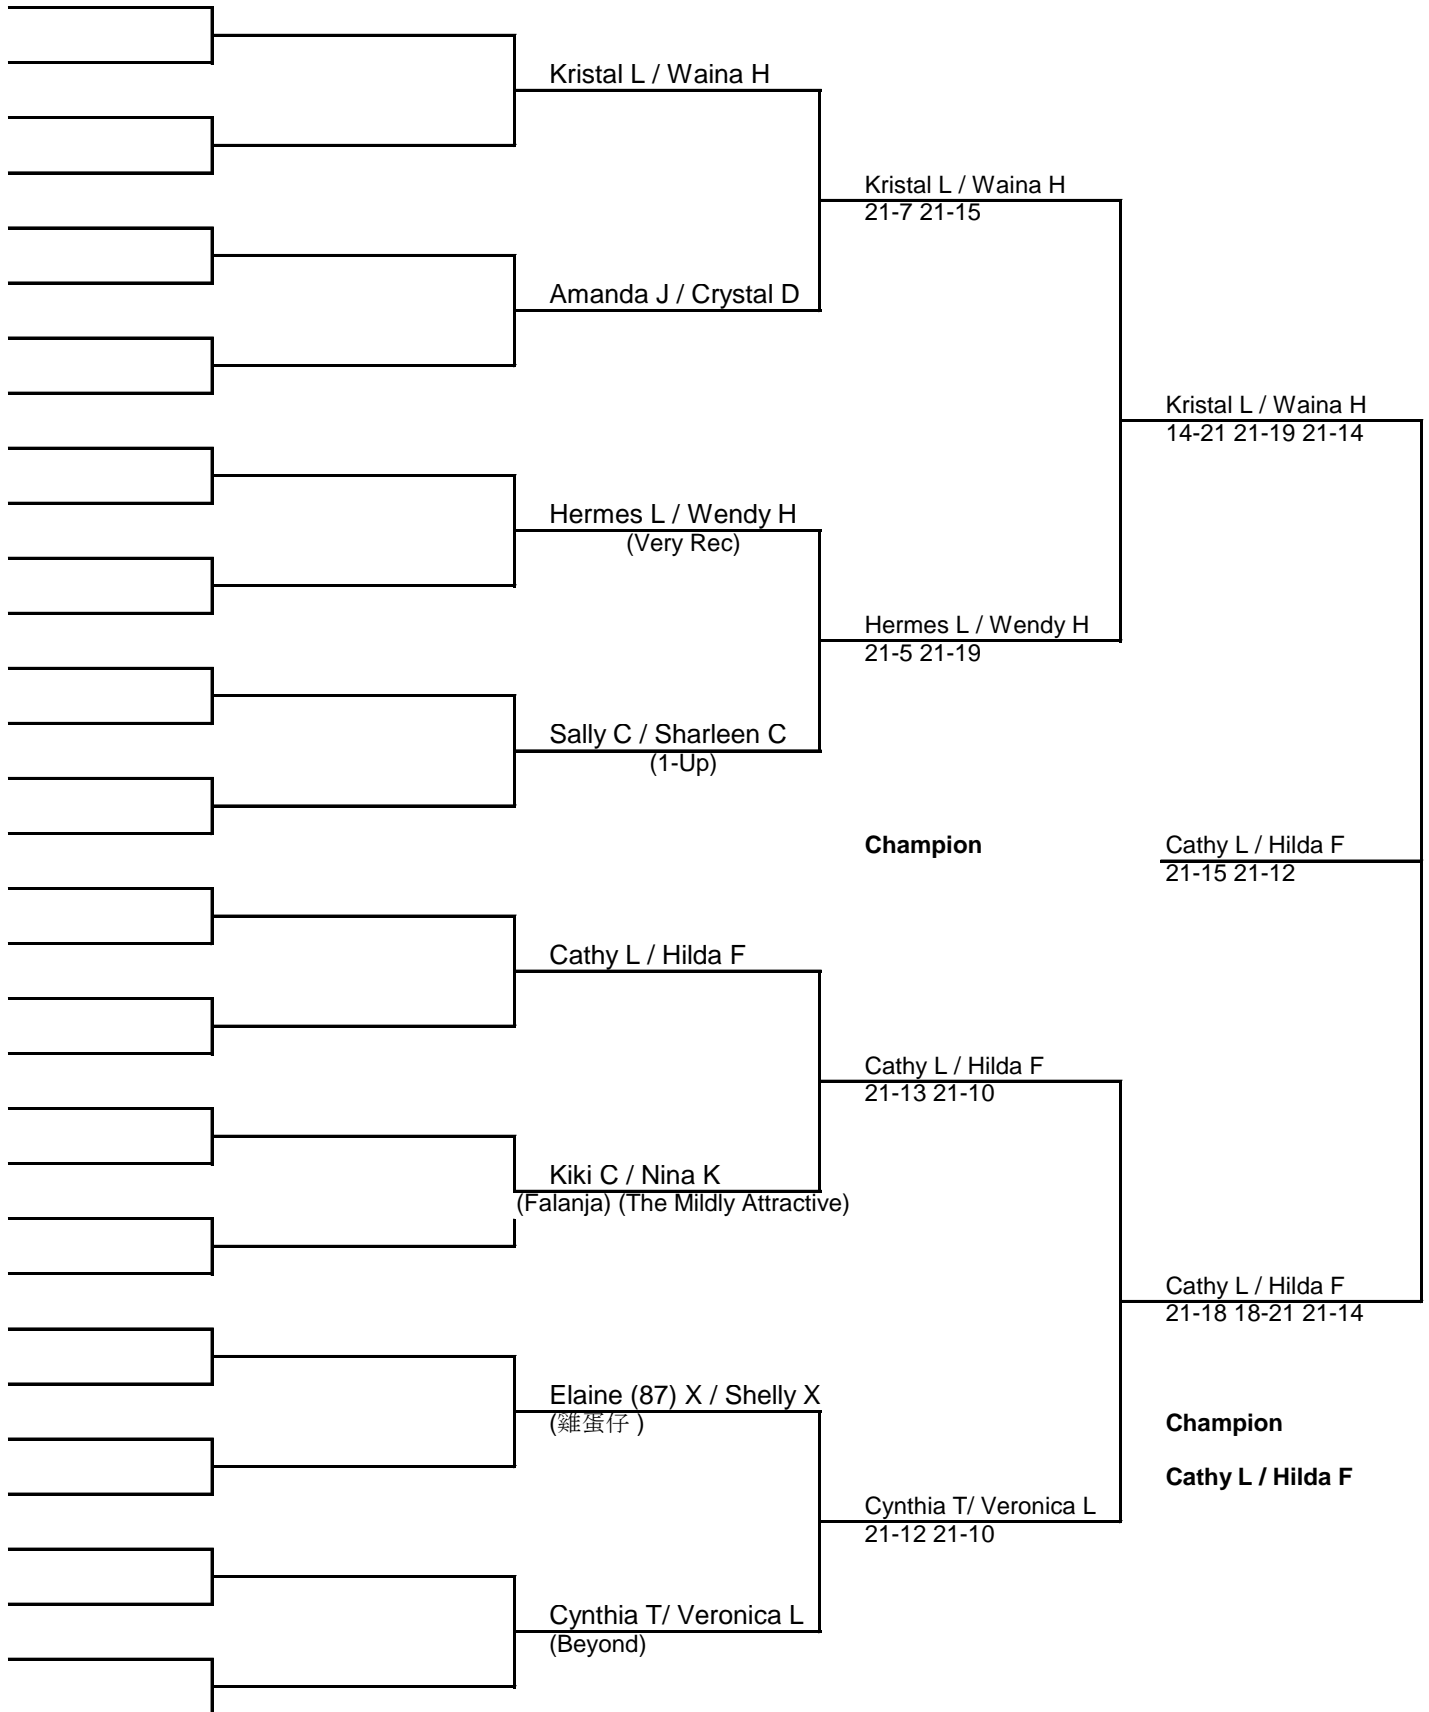 Kristal L / Waina H
Kristal L / Waina H
21-7 21-15
Amanda J / Crystal D
Kristal L / Waina H
14-21 21-19 21-14
Hermes L / Wendy H
(Very Rec)
Hermes L / Wendy H
21-5 21-19
Sally C / Sharleen C
(1-Up)
Champion
Cathy L / Hilda F
21-15 21-12
Cathy L / Hilda F
Cathy L / Hilda F
21-13 21-10
Kiki C / Nina K
(Falanja) (The Mildly Attractive)
Cathy L / Hilda F
21-18 18-21 21-14
Elaine (87) X / Shelly X
(雞蛋仔 )
Champion
Cathy L / Hilda F
Cynthia T/ Veronica L
21-12 21-10
Cynthia T/ Veronica L
(Beyond)